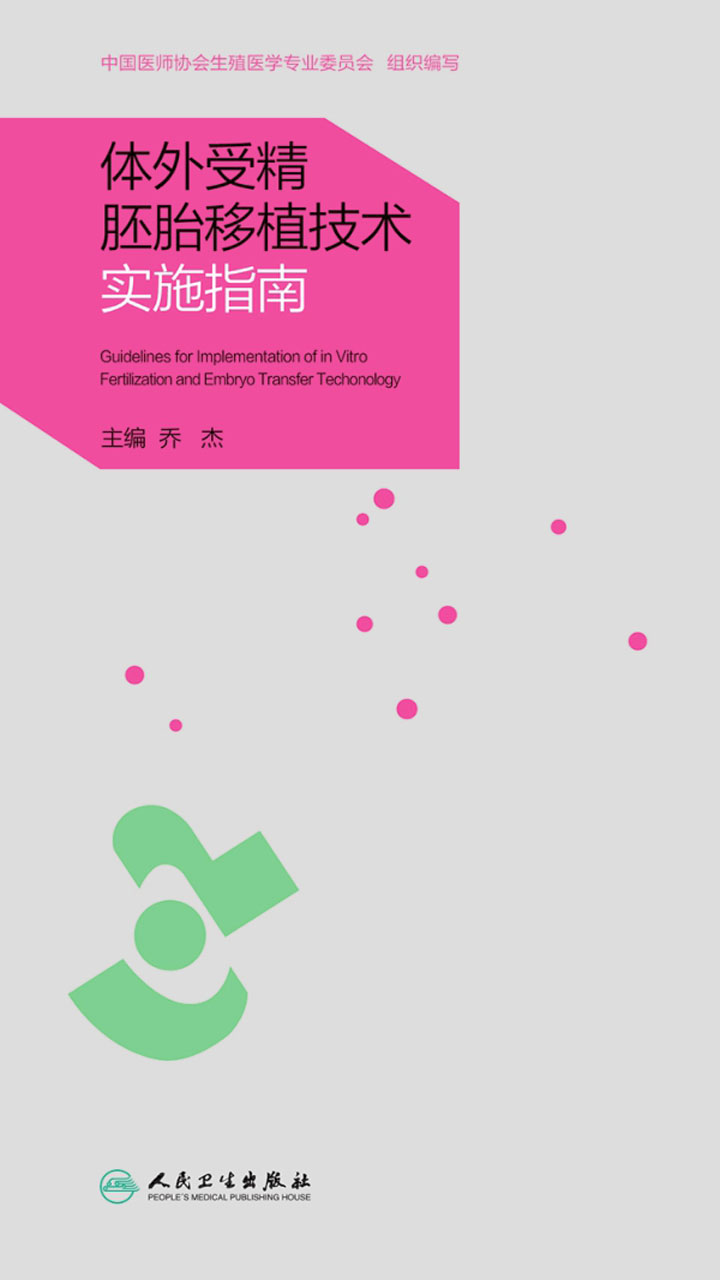 中国医师协会生殖医学专业委员会 组织编写
体外受精
胚胎移植技术
实施指南
Guidelines for Implementation of in Vitro
Fertilization and Embryo Transfer Techonology
主编 乔 杰
人民卫生出版社
PEOPLE'S MEDICAL PUBLISHING HOUSE